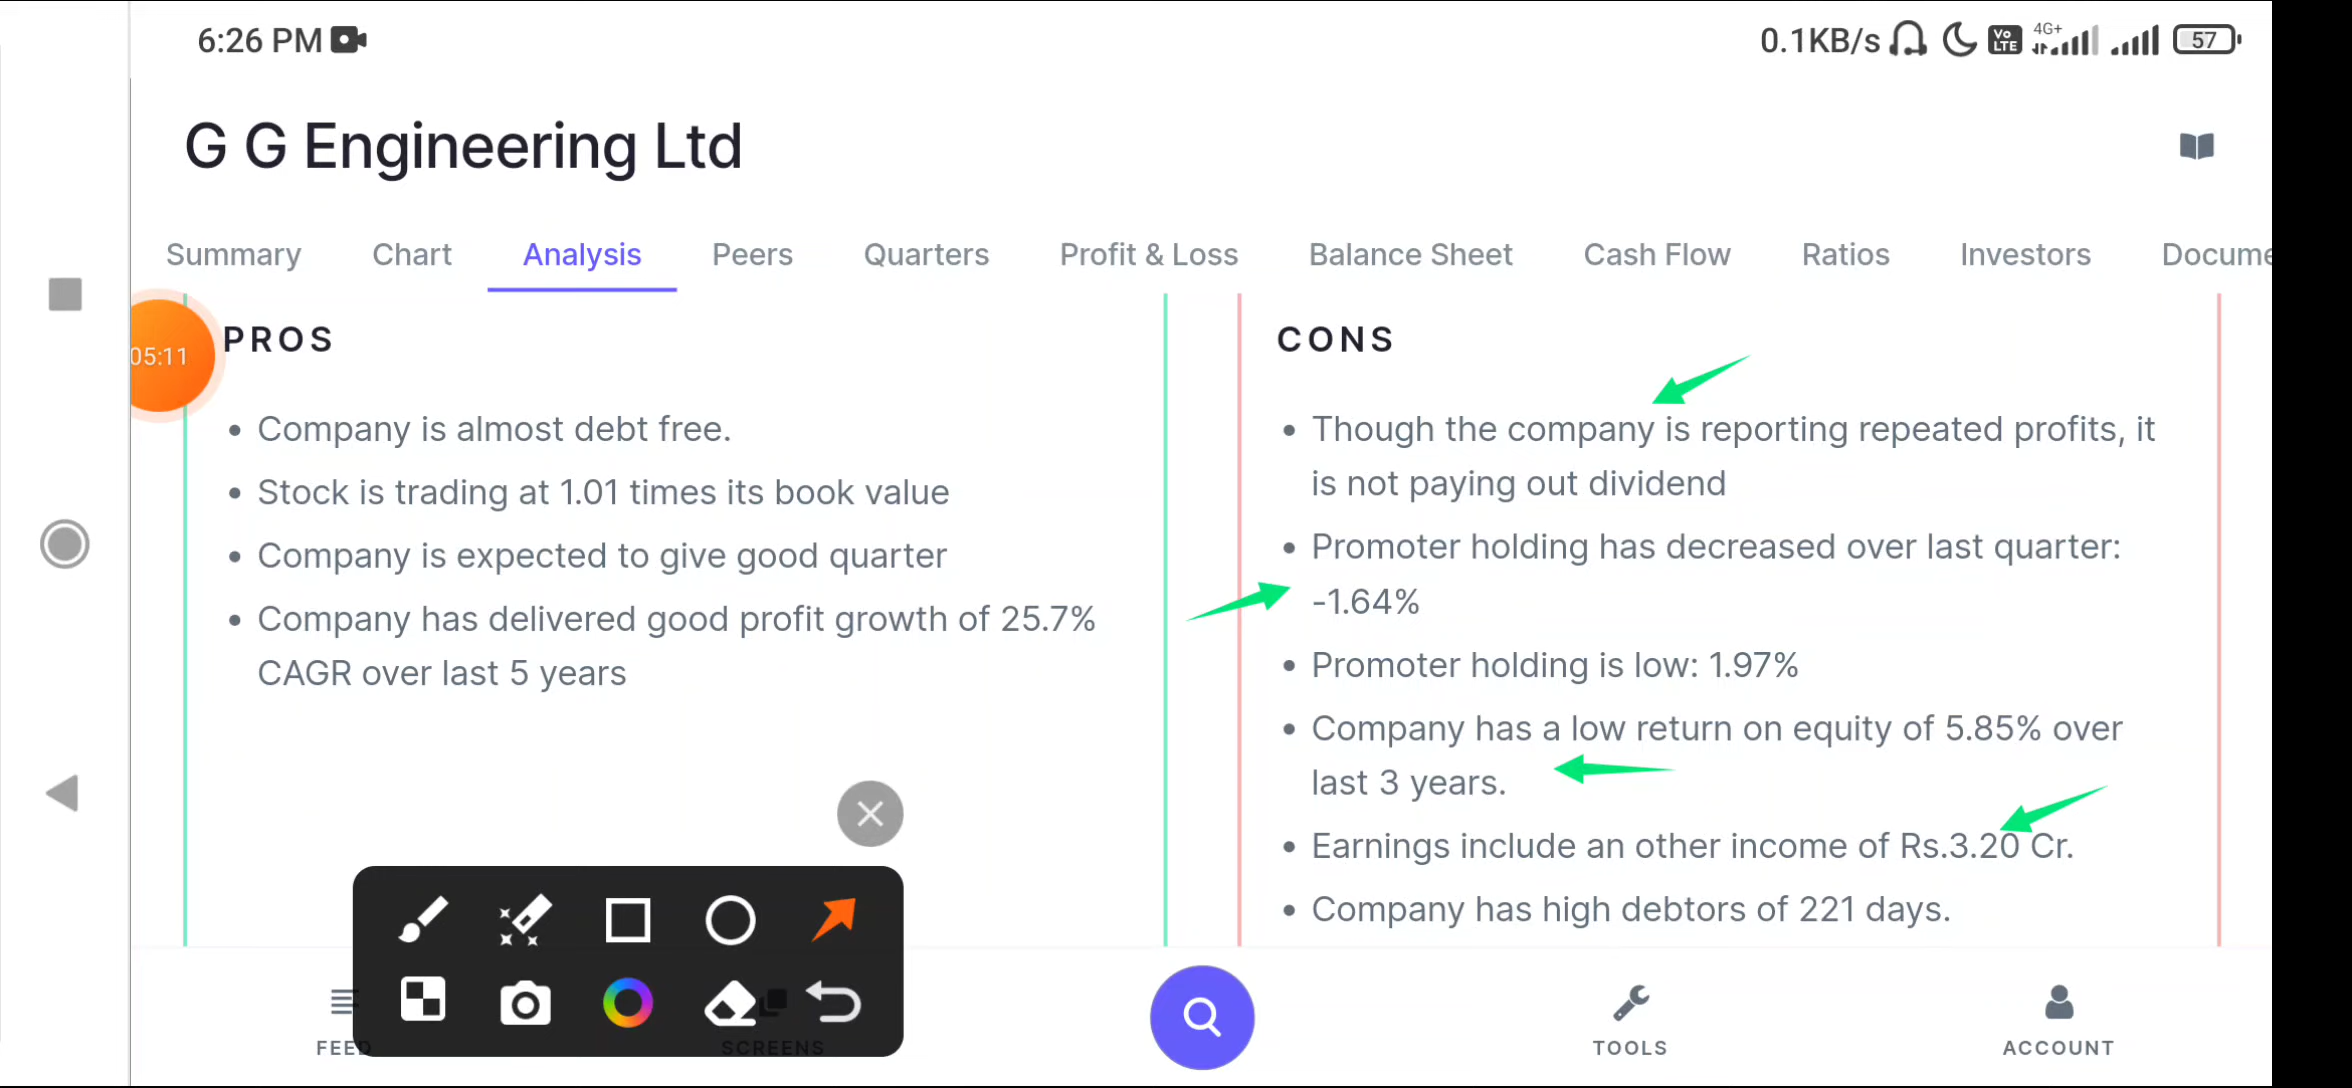 6:26 PM
0.1KB/s
Vo LTE
4G+
57
G G Engineering Ltd
Summary Chart Analysis Peers Quarters Profit & Loss Balance Sheet Cash Flow Ratios Investors Docume
05:11
PROS
Company is almost debt free.
Stock is trading at 1.01 times its book value
Company is expected to give good quarter
Company has delivered good profit growth of 25.7%
CAGR over last 5 years
CONS
Though the company is reporting repeated profits, it
is not paying out dividend
Promoter holding has decreased over last quarter:
-1.64%
Promoter holding is low: 1.97%
Company has a low return on equity of 5.85% over
last 3 years.
Earnings include an other income of Rs.3.20 Cr.
Company has high debtors of 221 days.
FEED
SCREENS
TOOLS
ACCOUNT